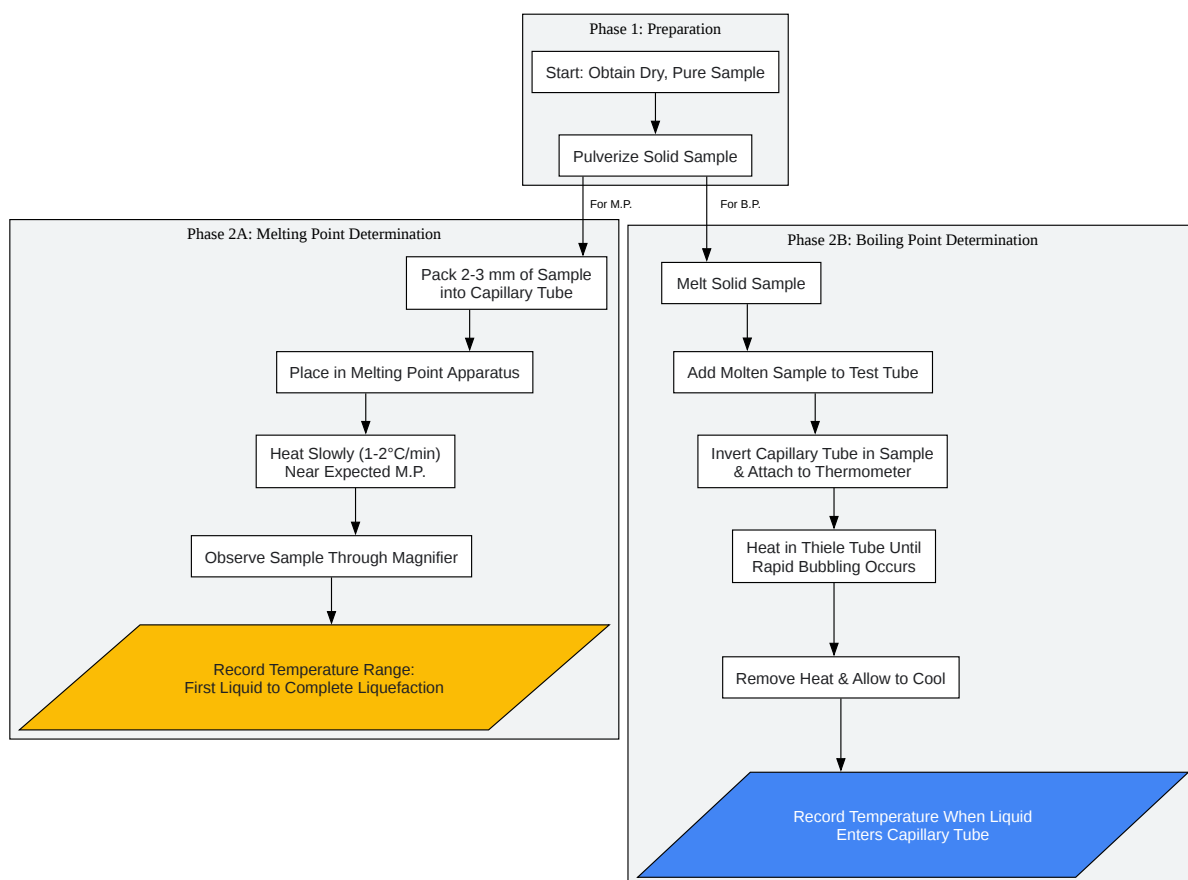 Phase 1: Preparation
Start: Obtain Dry, Pure Sample
Pulverize Solid Sample
For M.P.
For B.P.
Phase 2A: Melting Point Determination
Pack 2-3 mm of Sample
into Capillary Tube
Place in Melting Point Apparatus
Heat Slowly (1-2°C/min)
Near Expected M.P.
Observe Sample Through Magnifier
Record Temperature Range:
First Liquid to Complete Liquefaction
Phase 2B: Boiling Point Determination
Melt Solid Sample
Add Molten Sample to Test Tube
Invert Capillary Tube in Sample
& Attach to Thermometer
Heat in Thiele Tube Until
Rapid Bubbling Occurs
Remove Heat & Allow to Cool
Record Temperature When Liquid
Enters Capillary Tube